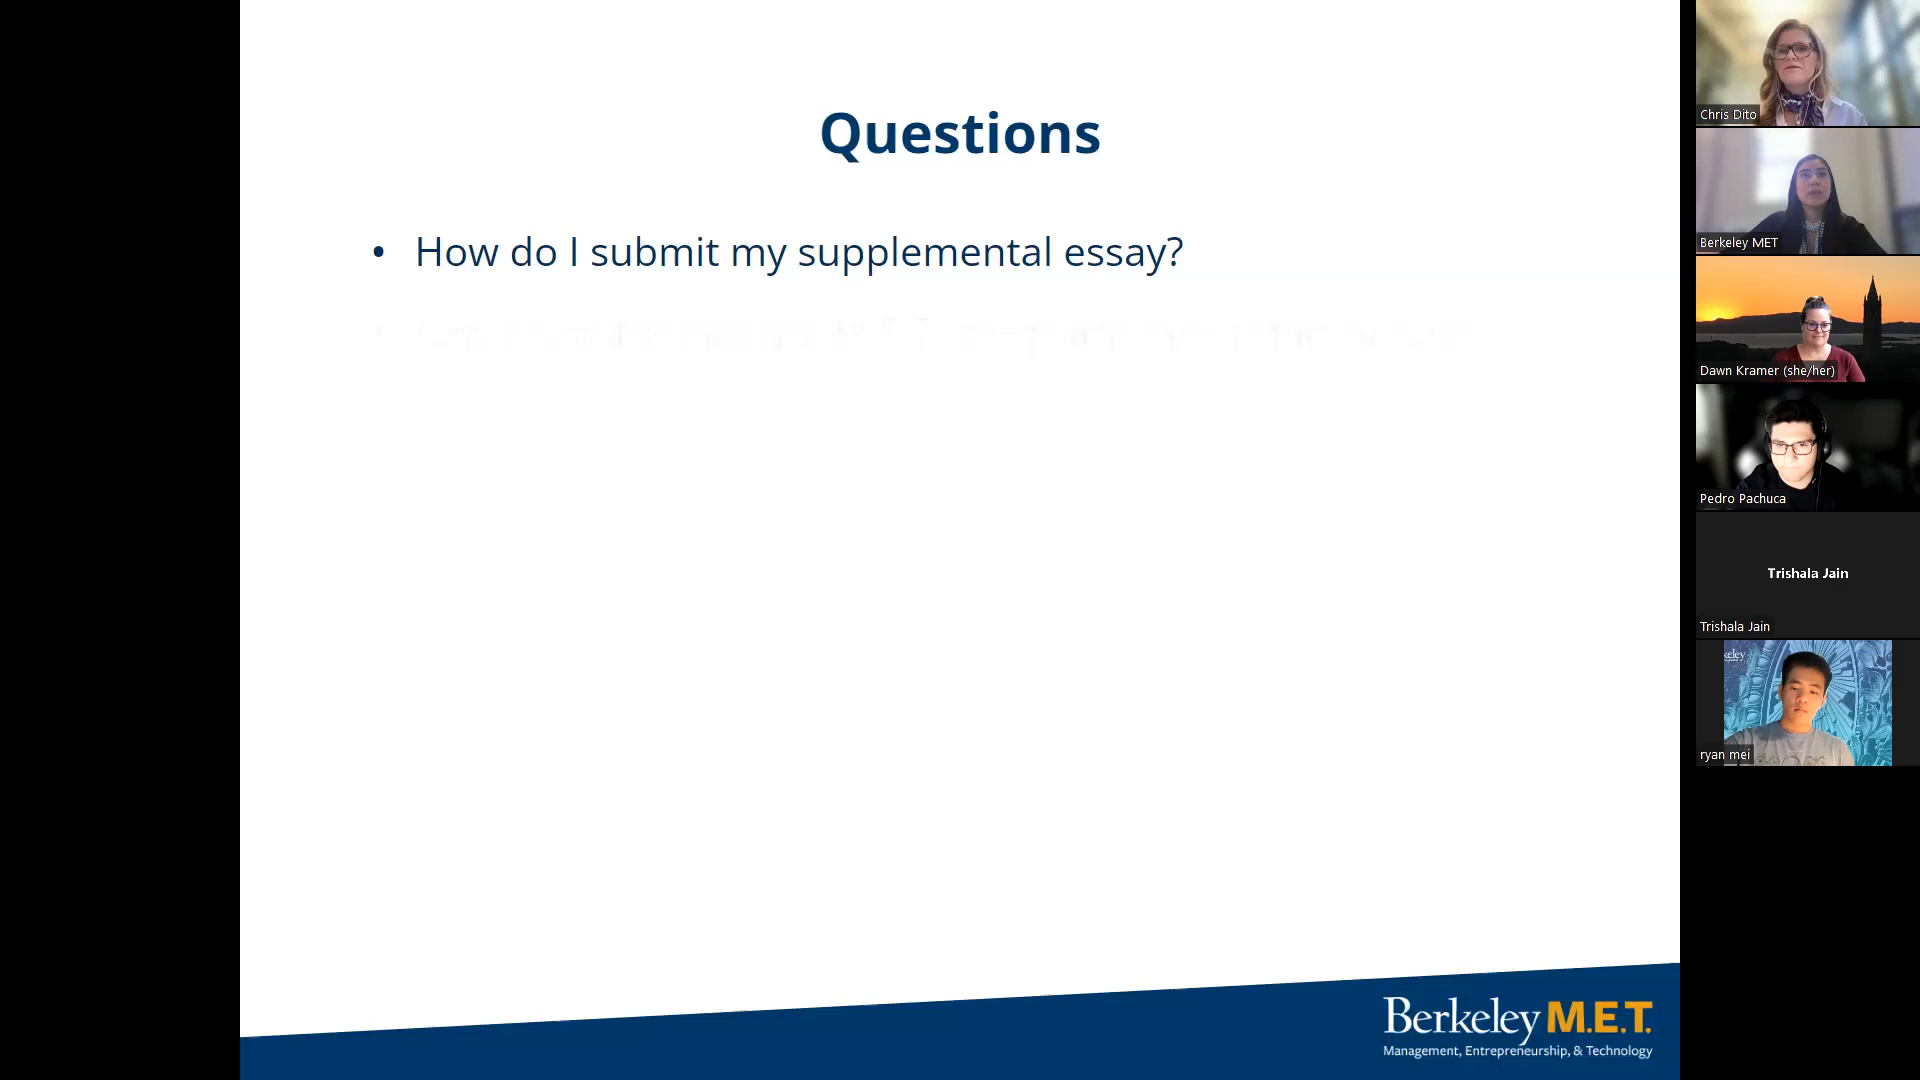 Questions
• How do I submit my supplemental essay?
Berkeley M.E.T.
Management, Entrepreneurship, & Technology
Chris Dito
Berkeley MET
Dawn Kramer (she/her)
Pedro Pachuca
Trishala Jain
Trishala Jain
keley
ryan mei